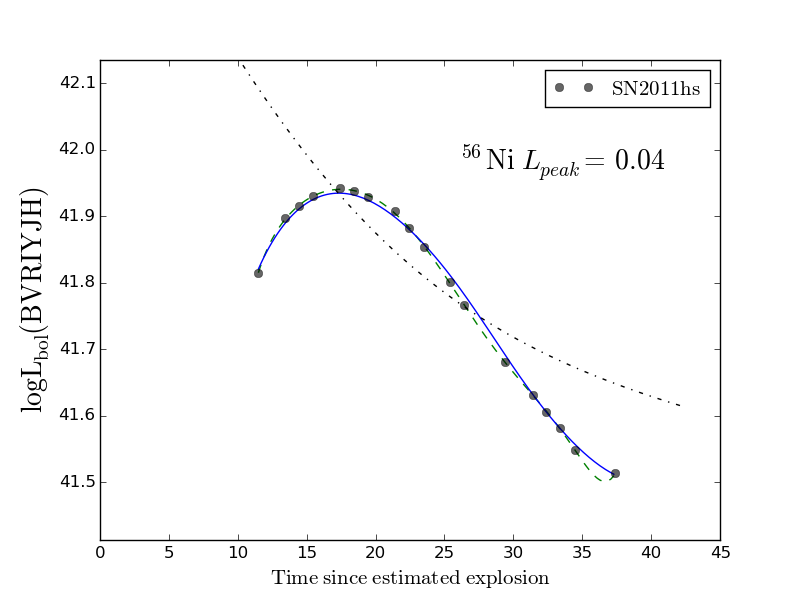 SN2011hs
⁵⁶Ni L_peak = 0.04
logL_bol(BVRIYJH)
42.1
42.0
41.9
41.8
41.7
41.6
41.5
0 5 10 15 20 25 30 35 40 45
Time since estimated explosion